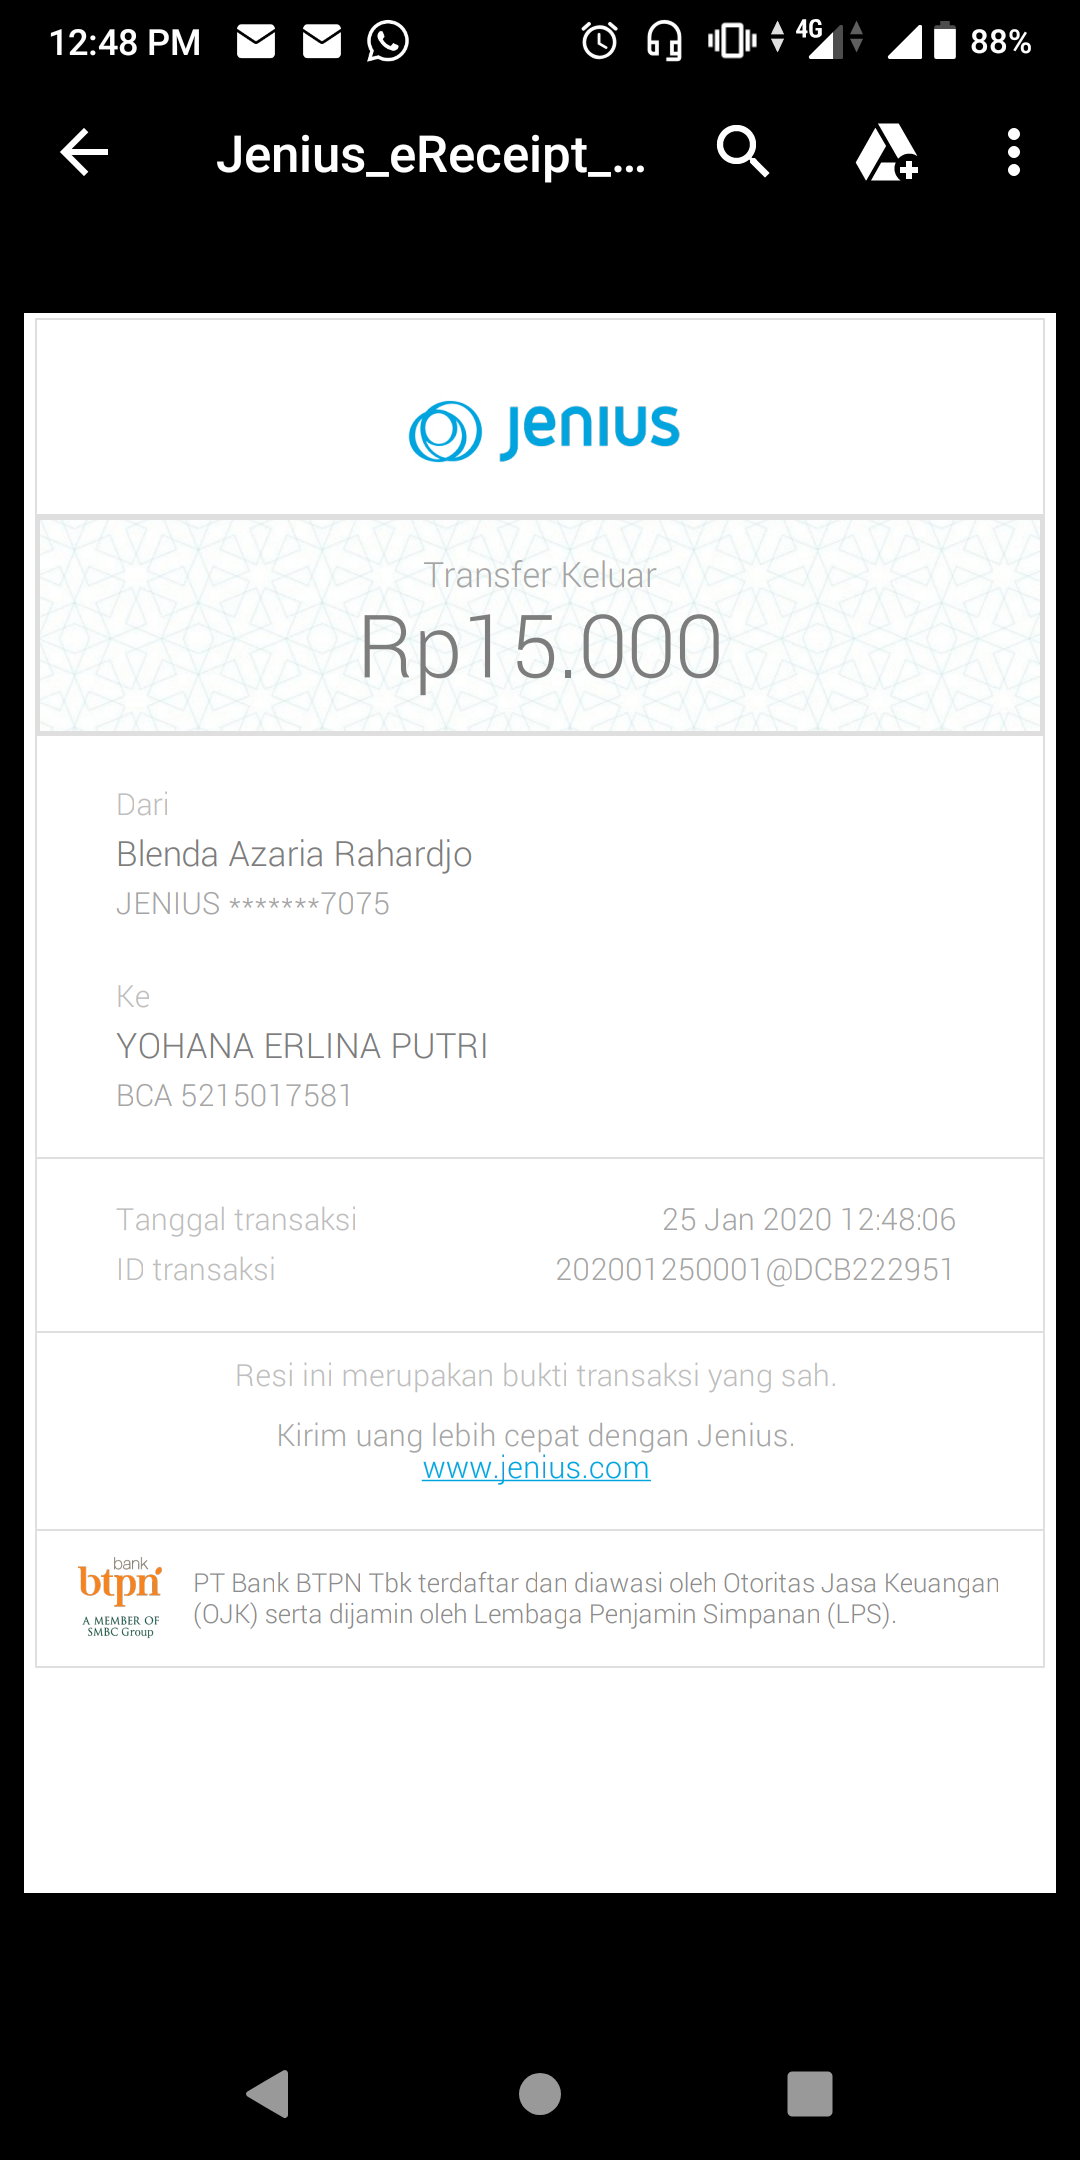 12:48 PM 4G 88%
Jenius_eReceipt_...
Jenius
Transfer Keluar
Rp15.000
Dari
Blenda Azaria Rahardjo
JENIUS *******7075
Ke
YOHANA ERLINA PUTRI
BCA 5215017581
Tanggal transaksi 25 Jan 2020 12:48:06
ID transaksi 202001250001@DCB222951
Resi ini merupakan bukti transaksi yang sah.
Kirim uang lebih cepat dengan Jenius.
www.jenius.com
bank
btpn
A MEMBER OF
SMBC Group
PT Bank BTPN Tbk terdaftar dan diawasi oleh Otoritas Jasa Keuangan
(OJK) serta dijamin oleh Lembaga Penjamin Simpanan (LPS).